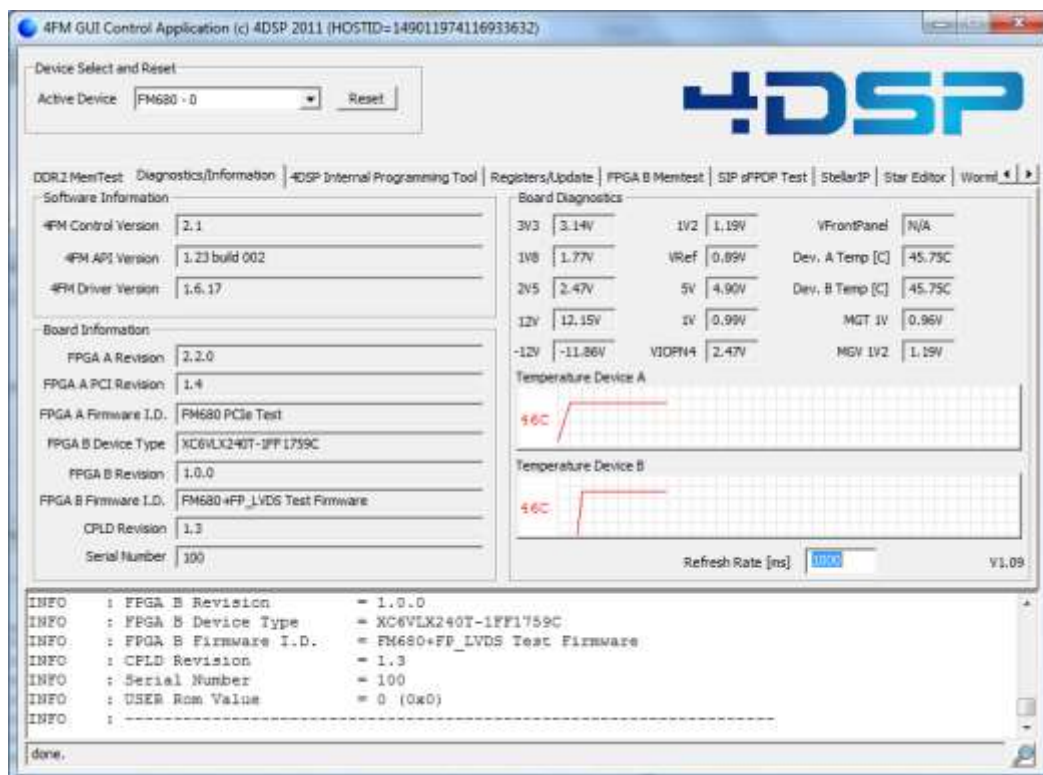 4FM GUI Control Application (c) 4DSP 2011 (HOSTID=149011974116933632)
Device Select and Reset
Active Device FM680 - 0 Reset
4DSP
DDR2 MemTest Diagnostics/Information 4DSP Internal Programming Tool Registers/Update FPGA B Memtest SIP sFPDP Test StellarIP Star Editor
Software Information
4FM Control Version 2.1
4FM API Version 1.23 build 002
4FM Driver Version 1.6.17
Board Information
FPGA A Revision 2.2.0
FPGA A PCI Revision 1.4
FPGA A Firmware I.D. FM680 PCIe Test
FPGA B Device Type XC6VLX240T-1FF1759C
FPGA B Revision 1.0.0
FPGA B Firmware I.D. FM680+FP_LVDS Test Firmware
CPLD Revision 1.3
Serial Number 100
Board Diagnostics
3V3 3.14V 1V2 1.19V VFrontPanel N/A
1V8 1.77V VRef 0.89V Dev. A Temp [C] 45.75C
2V5 2.47V 5V 4.90V Dev. B Temp [C] 45.75C
12V 12.15V 1V 0.99V MGT 1V 0.96V
-12V -11.86V VIOPN4 2.47V MGV 1V2 1.19V
Temperature Device A
46C
Temperature Device B
46C
Refresh Rate [ms] 1000 V1.09
INFO : FPGA B Revision = 1.0.0
INFO : FPGA B Device Type = XC6VLX240T-1FF1759C
INFO : FPGA B Firmware I.D. = FM680+FP_LVDS Test Firmware
INFO : CPLD Revision = 1.3
INFO : Serial Number = 100
INFO : USER Rom Value = 0 (0x0)
INFO : ----------------------------------------------------------------------
done.